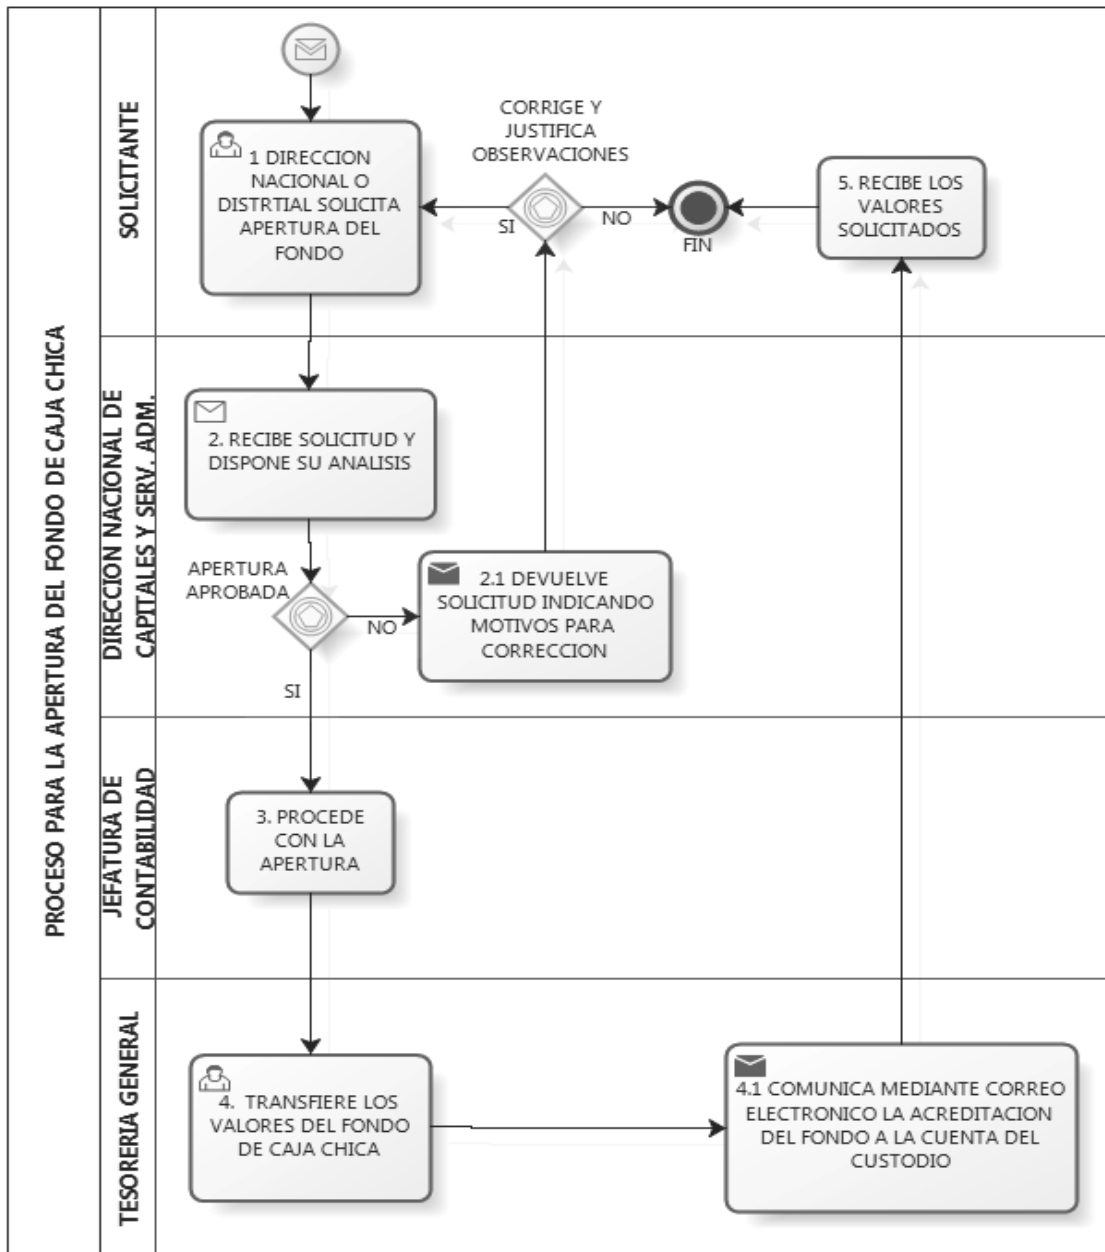 PROCESO PARA LA APERTURA DEL FONDO DE CAJA CHICA
SOLICITANTE
1 DIRECCION
NACIONAL O
DISTRTIAL SOLICITA
APERTURA DEL
FONDO
CORRIGE Y
JUSTIFICA
OBSERVACIONES
SI
NO
FIN
5. RECIBE LOS
VALORES
SOLICITADOS
DIRECCION NACIONAL DE
CAPITALES Y SERV. ADM.
2. RECIBE SOLICITUD Y
DISPONE SU ANALISIS
APERTURA
APROBADA
NO
SI
2.1 DEVUELVE
SOLICITUD INDICANDO
MOTIVOS PARA
CORRECCION
JEFATURA DE
CONTABILIDAD
3. PROCEDE
CON LA
APERTURA
TESORERIA GENERAL
4. TRANSFIERE LOS
VALORES DEL FONDO
DE CAJA CHICA
4.1 COMUNICA MEDIANTE CORREO
ELECTRONICO LA ACREDITACION
DEL FONDO A LA CUENTA DEL
CUSTODIO